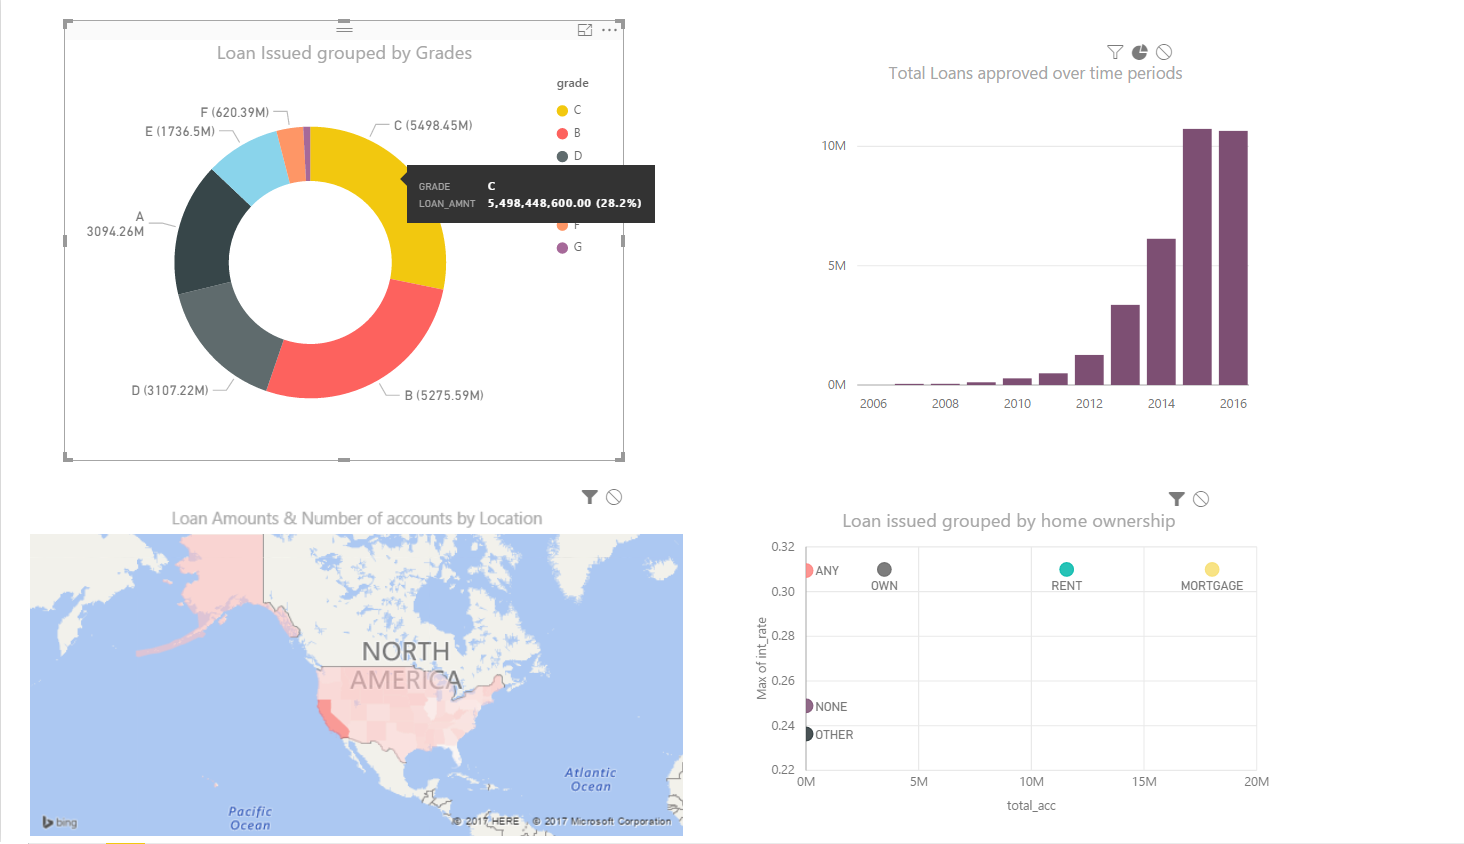 Loan Issued grouped by Grades
grade
C
B
D
F
G
F (620.39M)
E (1736.5M)
C (5498.45M)
A
3094.26M
D (3107.22M)
B (5275.59M)
GRADE C
LOAN_AMNT 5,498,448,600.00 (28.2%)
Total Loans approved over time periods
10M
5M
0M
2006 2008 2010 2012 2014 2016
Loan Amounts & Number of accounts by Location
NORTH
AMERICA
Atlantic
Ocean
Pacific
Ocean
bing
© 2017 HERE © 2017 Microsoft Corporation
Loan issued grouped by home ownership
Max of int_rate
0.32
0.30
0.28
0.26
0.24
0.22
ANY
OWN
RENT
MORTGAGE
NONE
OTHER
0M 5M 10M 15M 20M
total_acc